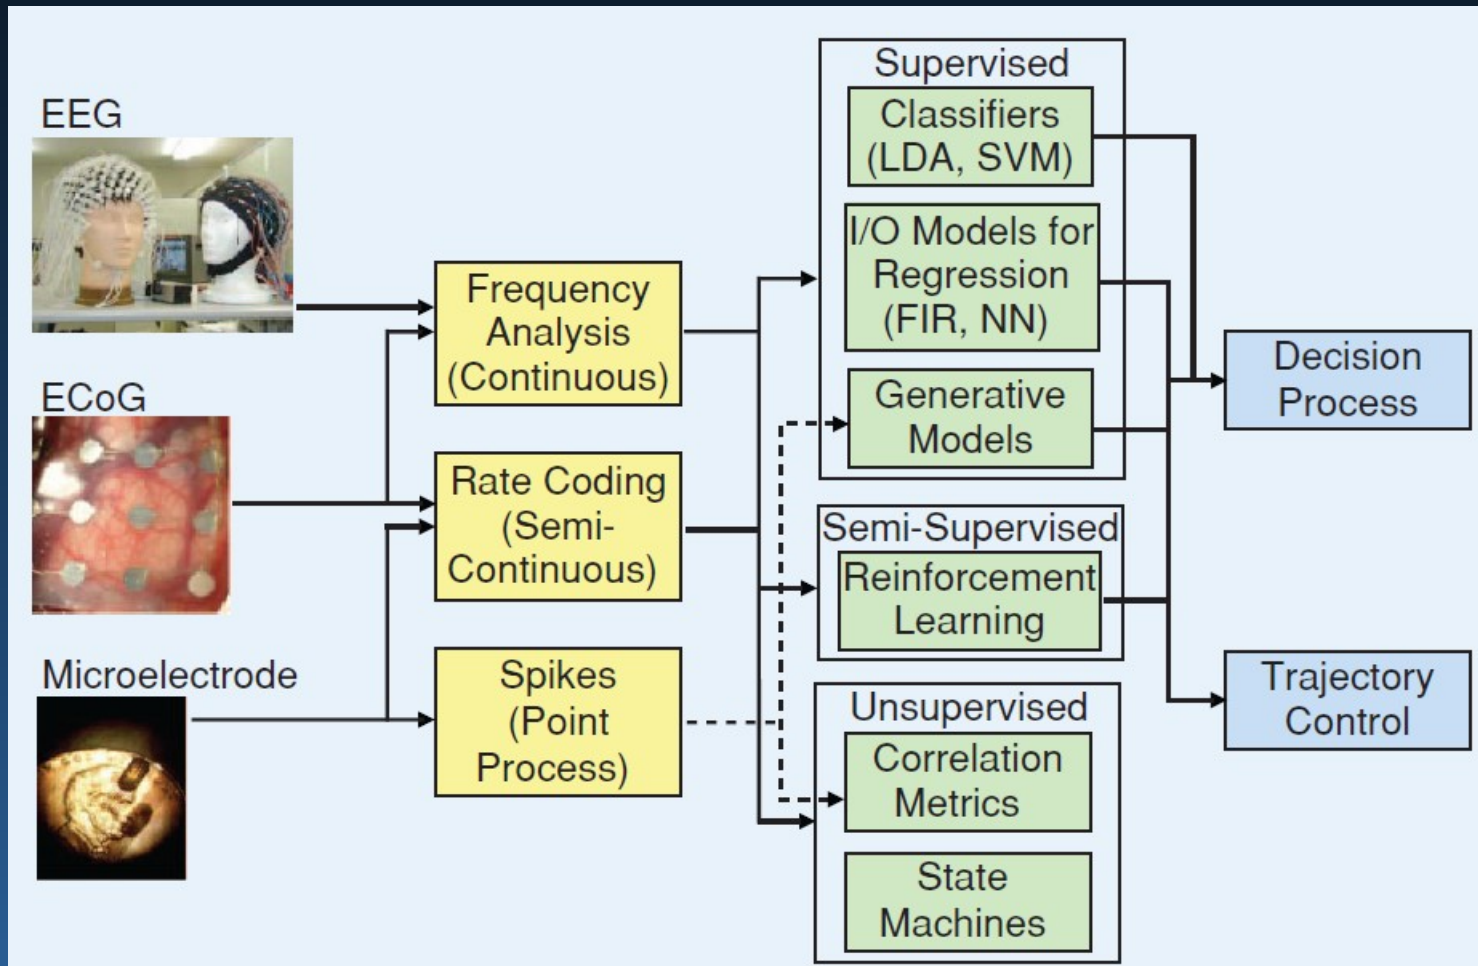 EEG
ECoG
Microelectrode
Frequency
Analysis
(Continuous)
Rate Coding
(Semi-
Continuous)
Spikes
(Point
Process)
Supervised
Classifiers
(LDA, SVM)
I/O Models for
Regression
(FIR, NN)
Generative
Models
Semi-Supervised
Reinforcement
Learning
Unsupervised
Correlation
Metrics
State
Machines
Decision
Process
Trajectory
Control